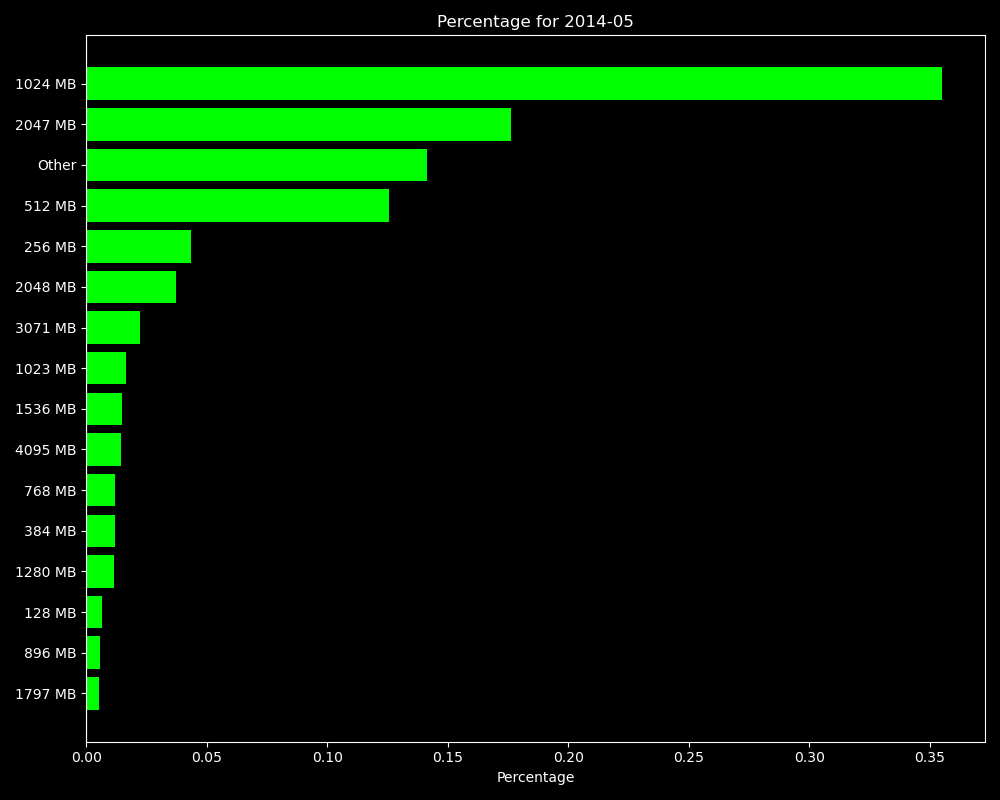 Percentage for 2014-05
1024 MB
2047 MB
Other
512 MB
256 MB
2048 MB
3071 MB
1023 MB
1536 MB
4095 MB
768 MB
384 MB
1280 MB
128 MB
896 MB
1797 MB
0.00 0.05 0.10 0.15 0.20 0.25 0.30 0.35
Percentage